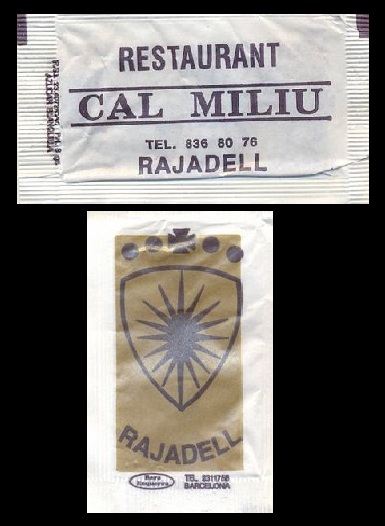 RESTAURANT
CAL MILIU
TEL. 836 80 76
RAJADELL
RAJADELL
TEL. 2311758
BARCELONA